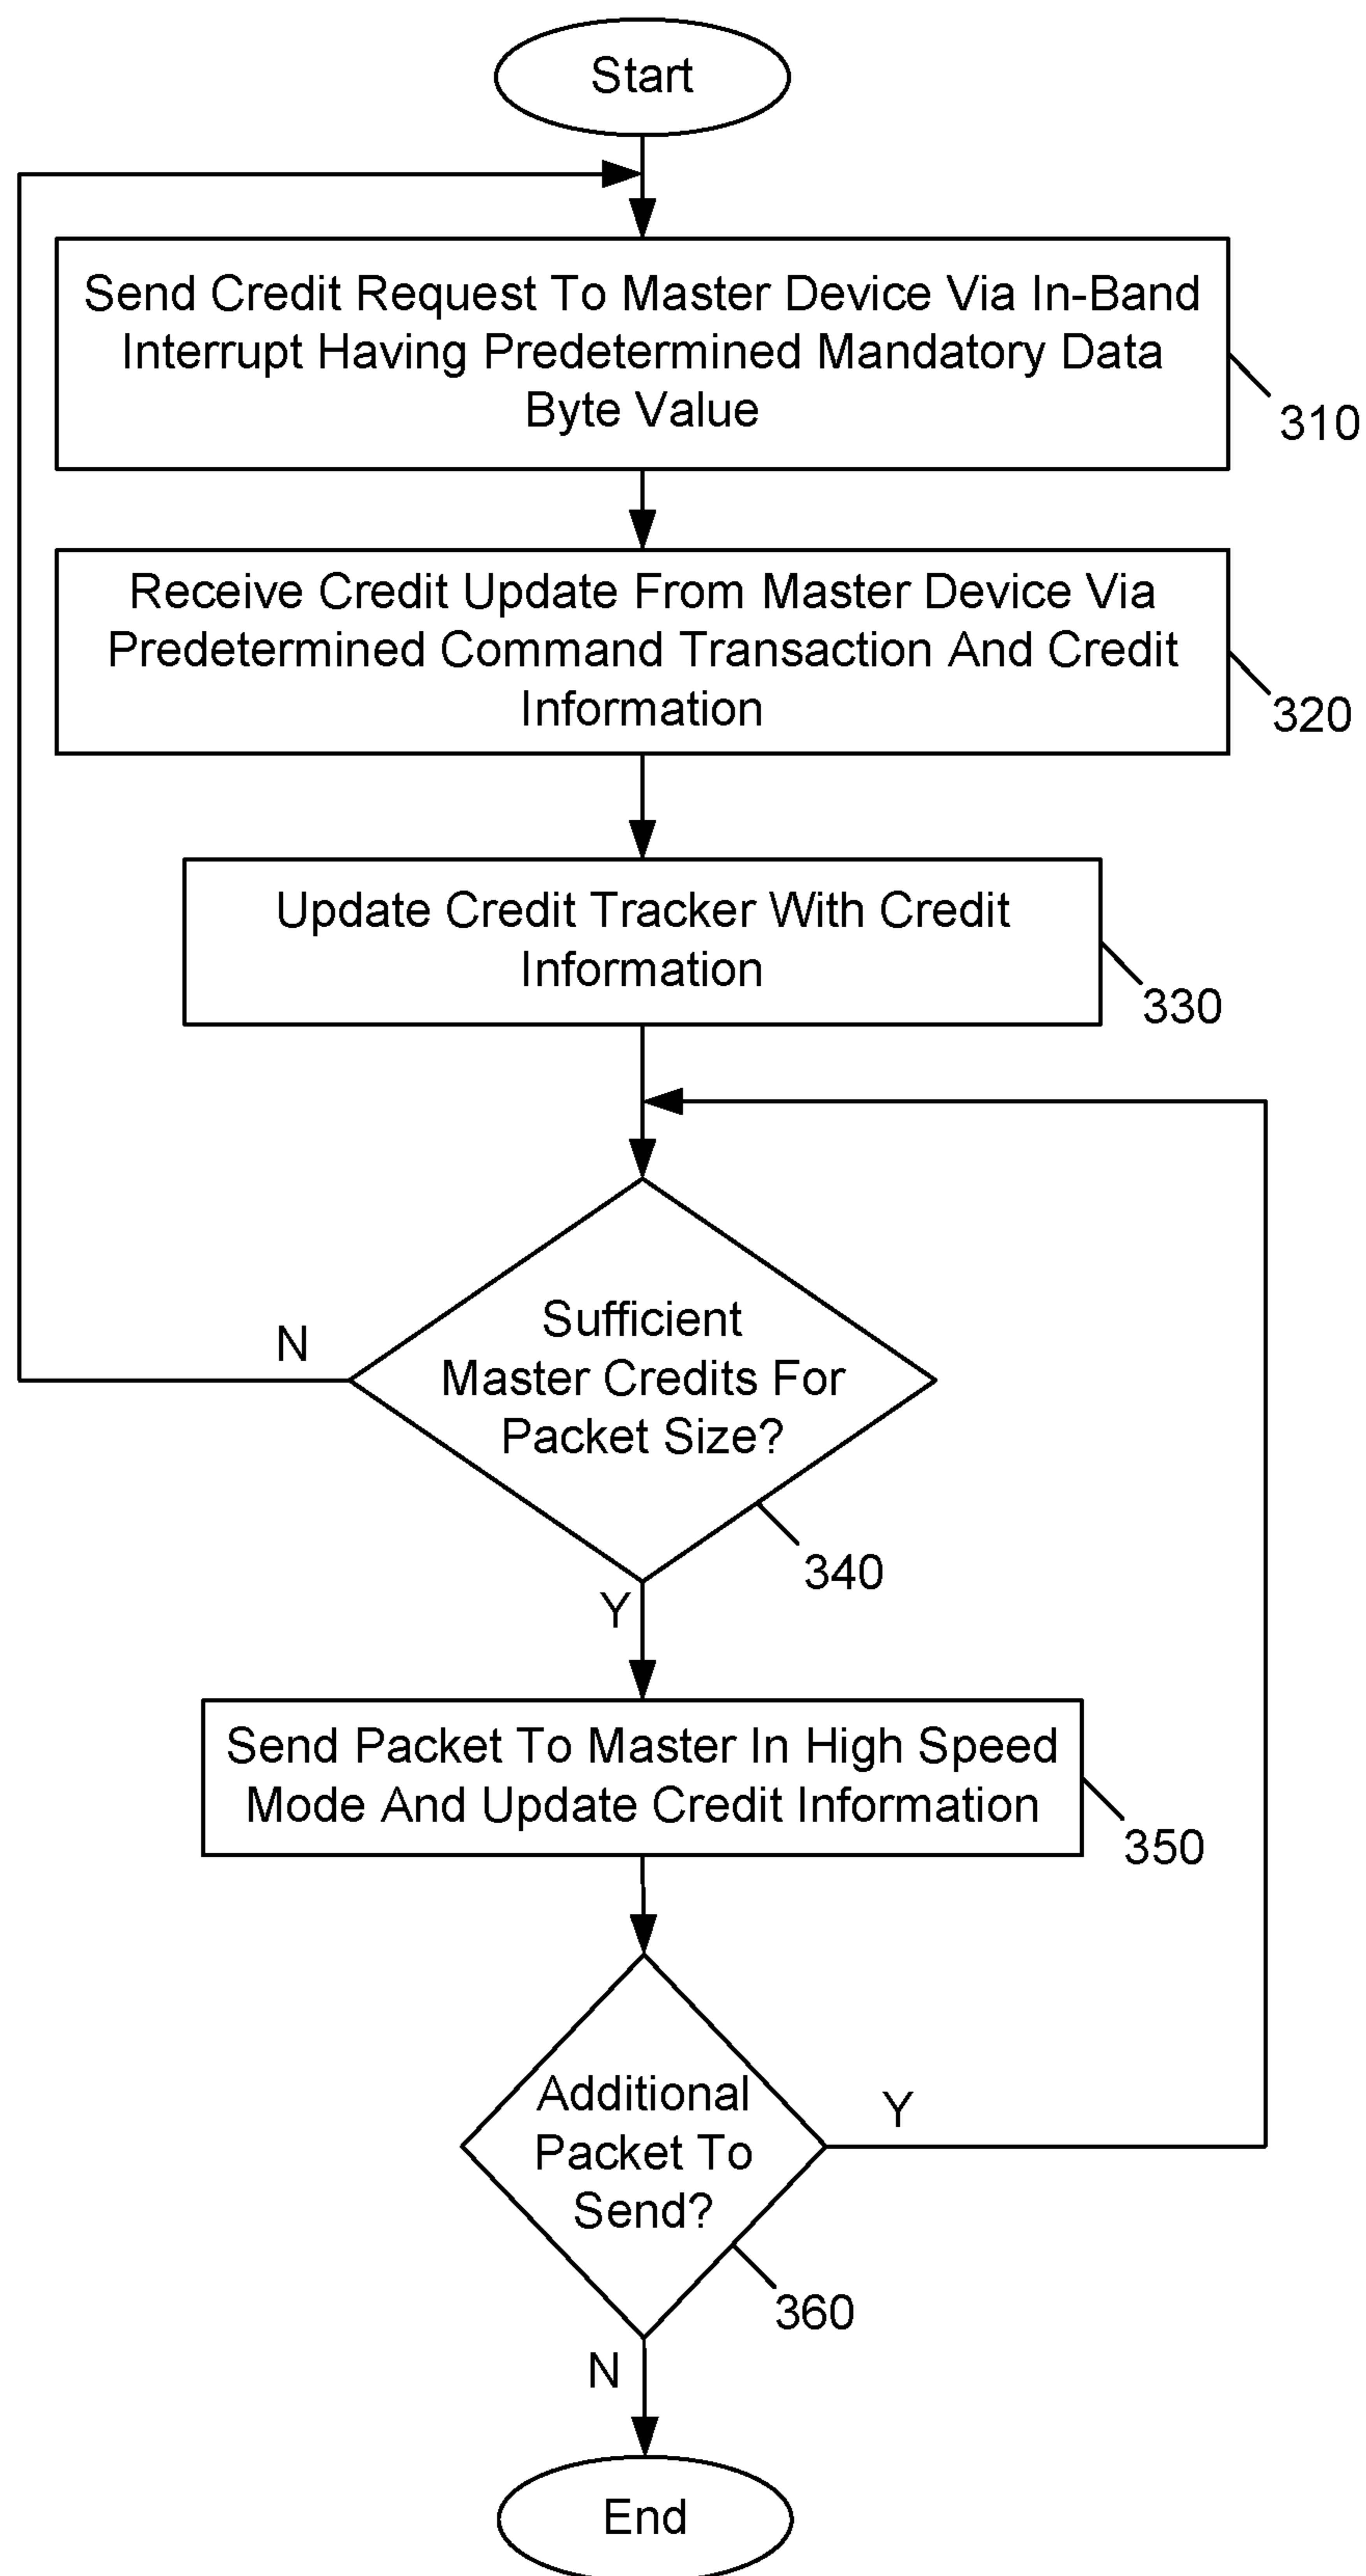 Start
Send Credit Request To Master Device Via In-Band
Interrupt Having Predetermined Mandatory Data
Byte Value
310
Receive Credit Update From Master Device Via
Predetermined Command Transaction And Credit
Information
320
Update Credit Tracker With Credit
Information
330
Sufficient
Master Credits For
Packet Size?
N
340
Y
Send Packet To Master In High Speed
Mode And Update Credit Information
350
Additional
Packet To
Send?
Y
360
N
End